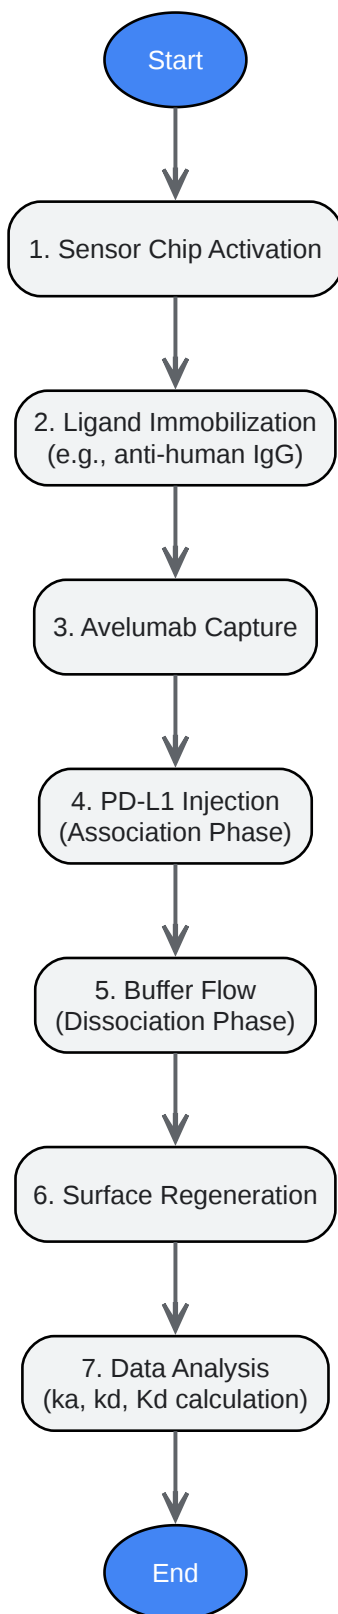 Start
1. Sensor Chip Activation
2. Ligand Immobilization
(e.g., anti-human IgG)
3. Avelumab Capture
4. PD-L1 Injection
(Association Phase)
5. Buffer Flow
(Dissociation Phase)
6. Surface Regeneration
7. Data Analysis
(ka, kd, Kd calculation)
End